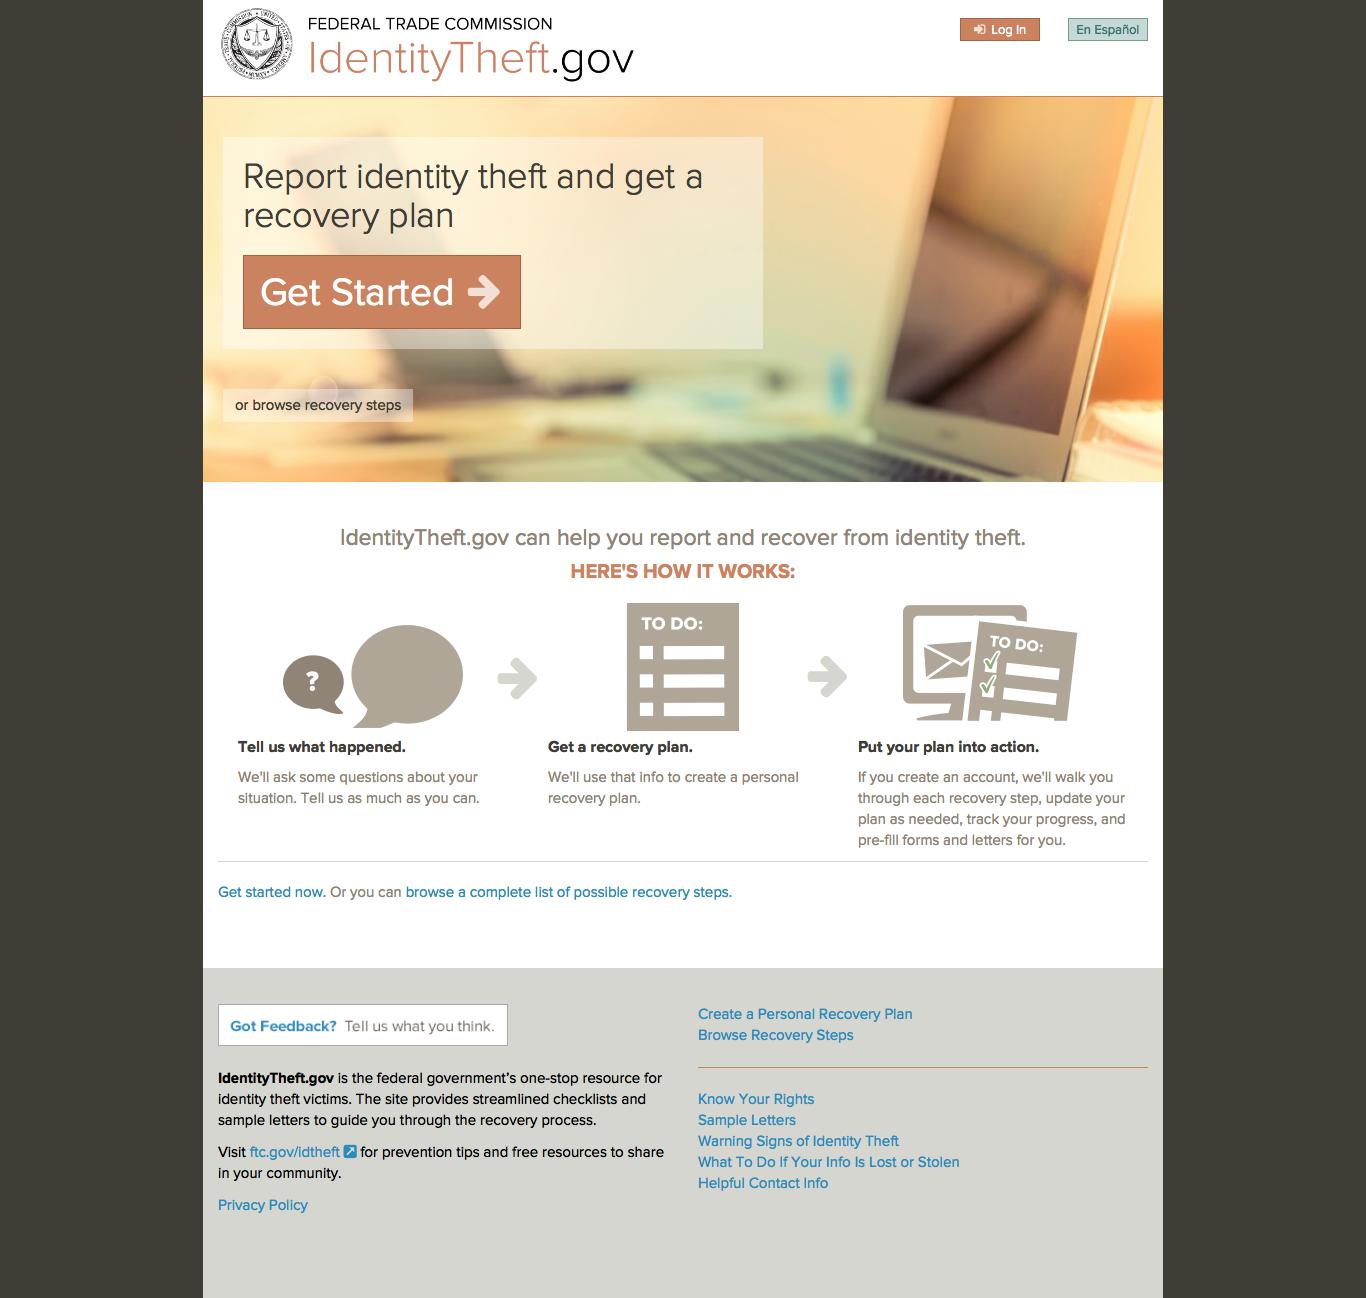 FEDERAL TRADE COMMISSION
IdentityTheft.gov
Log In
En Español
Report identity theft and get a
recovery plan
Get Started
or browse recovery steps
IdentityTheft.gov can help you report and recover from identity theft.
HERE'S HOW IT WORKS:
?
TO DO:
TO DO:
Tell us what happened.
We'll ask some questions about your
situation. Tell us as much as you can.
Get a recovery plan.
We'll use that info to create a personal
recovery plan.
Put your plan into action.
If you create an account, we'll walk you
through each recovery step, update your
plan as needed, track your progress, and
pre-fill forms and letters for you.
Get started now. Or you can browse a complete list of possible recovery steps.
Got Feedback? Tell us what you think.
IdentityTheft.gov is the federal government’s one-stop resource for
identity theft victims. The site provides streamlined checklists and
sample letters to guide you through the recovery process.
Visit ftc.gov/idtheft for prevention tips and free resources to share
in your community.
Privacy Policy
Create a Personal Recovery Plan
Browse Recovery Steps
Know Your Rights
Sample Letters
Warning Signs of Identity Theft
What To Do If Your Info Is Lost or Stolen
Helpful Contact Info